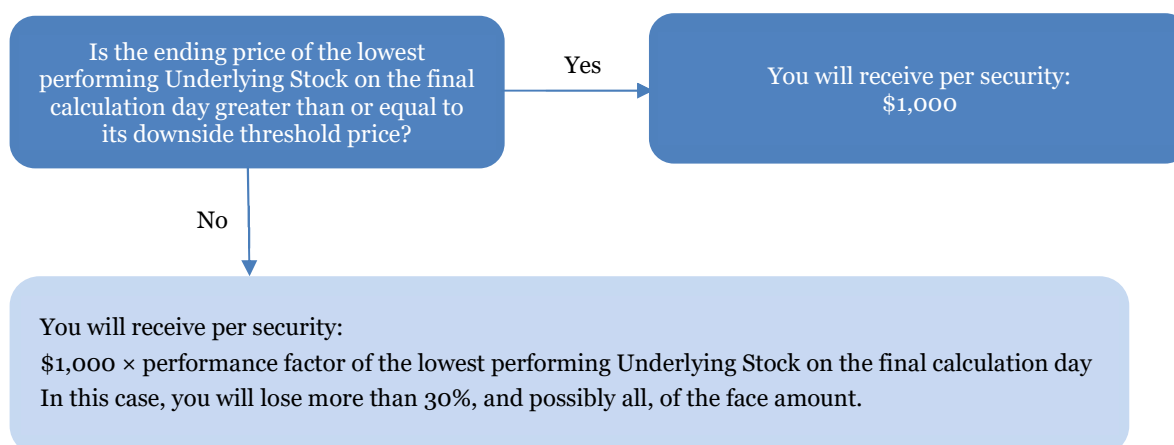 Is the ending price of the lowest
performing Underlying Stock on the final
calculation day greater than or equal to
its downside threshold price?
Yes
You will receive per security:
$1,000
No
You will receive per security:
$1,000 × performance factor of the lowest performing Underlying Stock on the final calculation day
In this case, you will lose more than 30%, and possibly all, of the face amount.